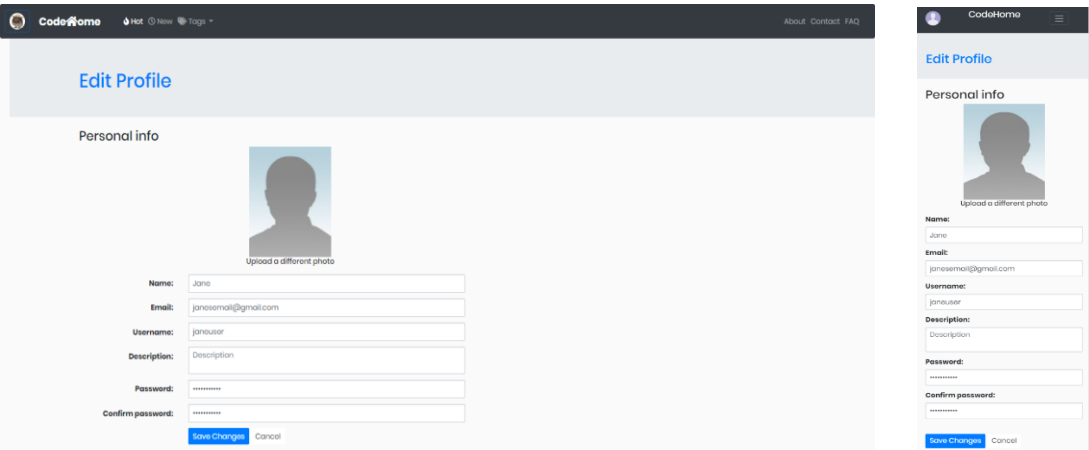 CodeHome Hot New Tags About Contact FAQ
Edit Profile
Personal info
Upload a different photo
Name: Jane
Email: janesemail@gmail.com
Username: janeuser
Description: Description
Password: •••••••••••
Confirm password: •••••••••••
Save Changes Cancel
CodeHome
Edit Profile
Personal info
Upload a different photo
Name:
Jane
Email:
janesemail@gmail.com
Username:
janeuser
Description:
Description
Password:
•••••••••••
Confirm password:
•••••••••••
Save Changes Cancel